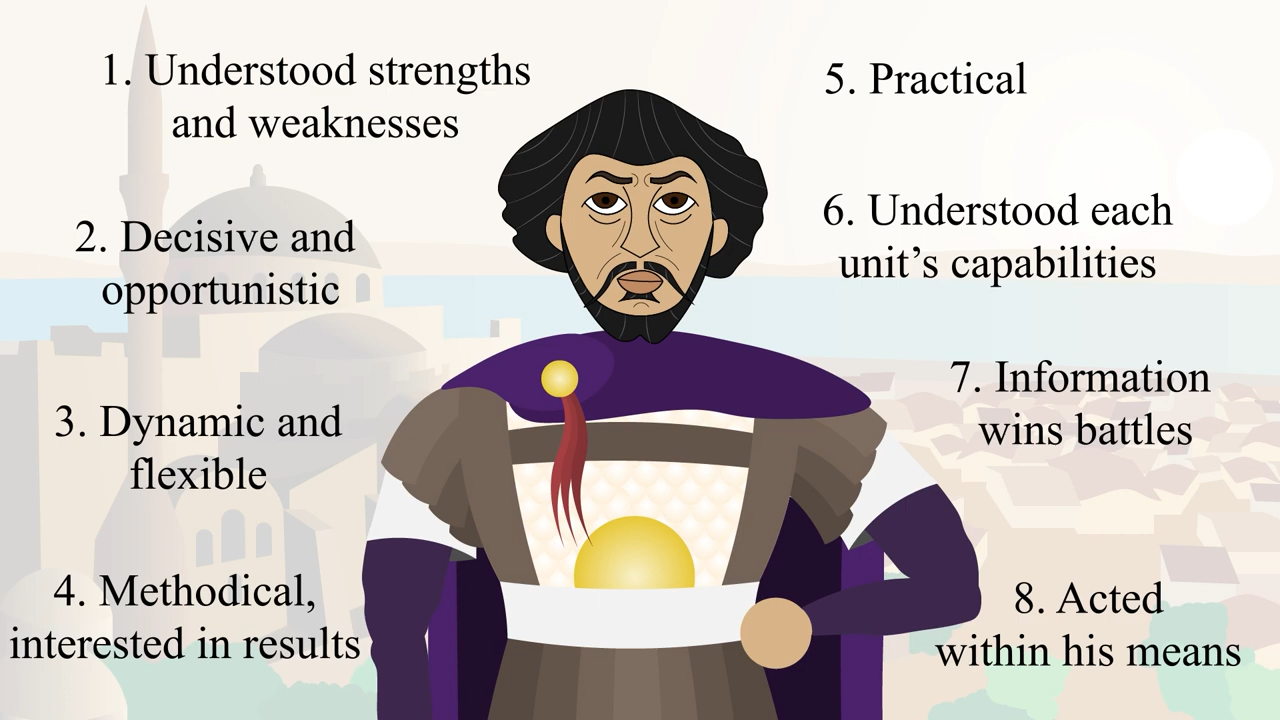 1. Understood strengths
and weaknesses
2. Decisive and
opportunistic
3. Dynamic and
flexible
4. Methodical,
interested in results
5. Practical
6. Understood each
unit’s capabilities
7. Information
wins battles
8. Acted
within his means